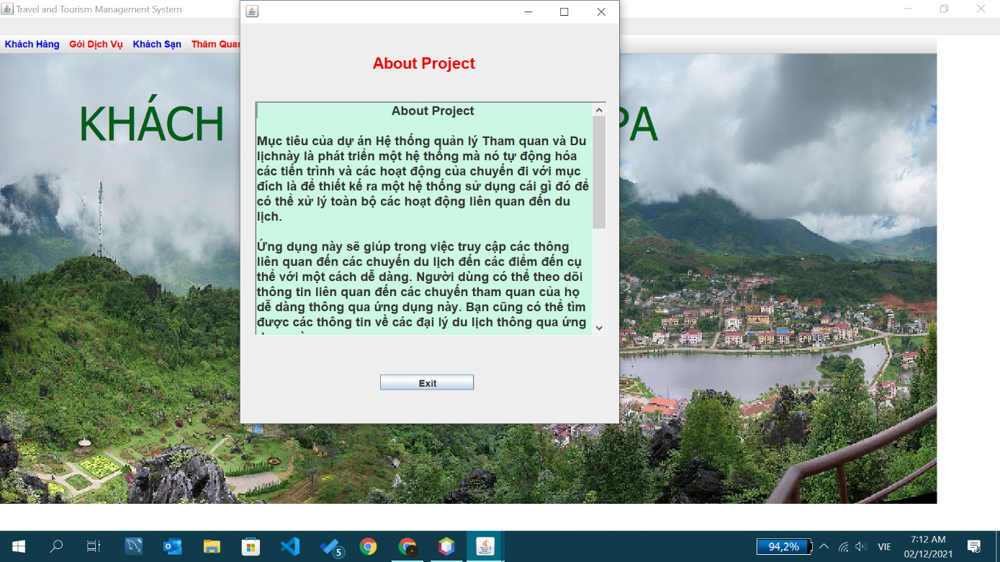 Travel and Tourism Management System
Khách Hàng Gói Dịch Vụ Khách Sạn Thăm Quan
KHÁCH
PA
About Project
About Project
Mục tiêu của dự án Hệ thống quản lý Tham quan và Du
lịchnày là phát triển một hệ thống mà nó tự động hóa
các tiến trình và các hoạt động của chuyến đi với mục
đích là để thiết kế ra một hệ thống sử dụng cái gì đó để
có thể xử lý toàn bộ các hoạt động liên quan đến du
lịch.
Ứng dụng này sẽ giúp trong việc truy cập các thông
liên quan đến các chuyến du lịch đến các điểm đến cụ
thể với một cách dễ dàng. Người dùng có thể theo dõi
thông tin liên quan đến các chuyến tham quan của họ
dễ dàng thông qua ứng dụng này. Bạn cũng có thể tìm
được các thông tin về các đại lý du lịch thông qua ứng
Exit
5
94,2%
VIE
7:12 AM
02/12/2021